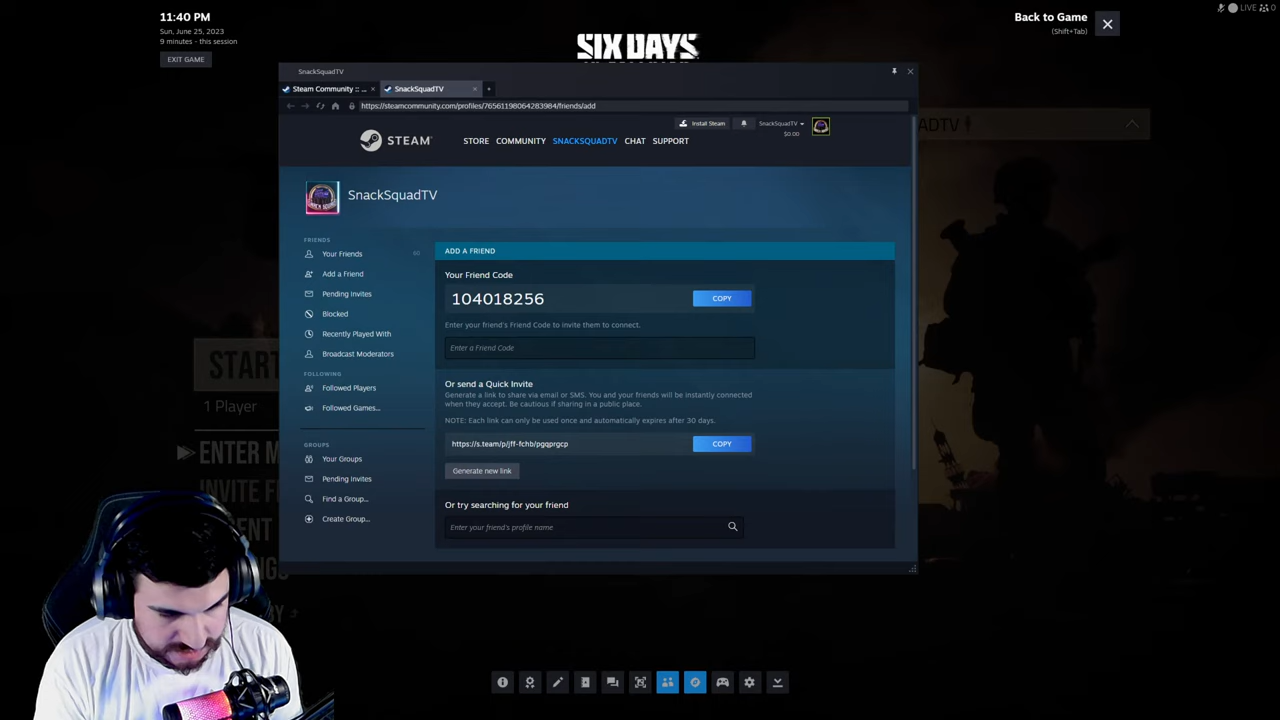 11:40 PM
Sun, June 25, 2023
9 minutes - this session
EXIT GAME
SIX DAYS
Back to Game
(Shift+Tab)
LIVE 0
SnackSquadTV
Steam Community :: ...
SnackSquadTV
https://steamcommunity.com/profiles/76561198064283984/friends/add
Install Steam
SnackSquadTV
$0.00
STEAM
STORE COMMUNITY SNACKSQUADTV CHAT SUPPORT
SnackSquadTV
FRIENDS
Your Friends 60
Add a Friend
Pending Invites
Blocked
Recently Played With
Broadcast Moderators
FOLLOWING
Followed Players
Followed Games...
GROUPS
Your Groups
Pending Invites
Find a Group...
Create Group...
ADD A FRIEND
Your Friend Code
104018256
COPY
Enter your friend's Friend Code to invite them to connect.
Enter a Friend Code
Or send a Quick Invite
Generate a link to share via email or SMS. You and your friends will be instantly connected
when they accept. Be cautious if sharing in a public place.
NOTE: Each link can only be used once and automatically expires after 30 days.
https://s.team/p/jff-fchb/pgqprgcp
COPY
Generate new link
Or try searching for your friend
Enter your friend's profile name
START
1 Player
ENTER M
INVITE F